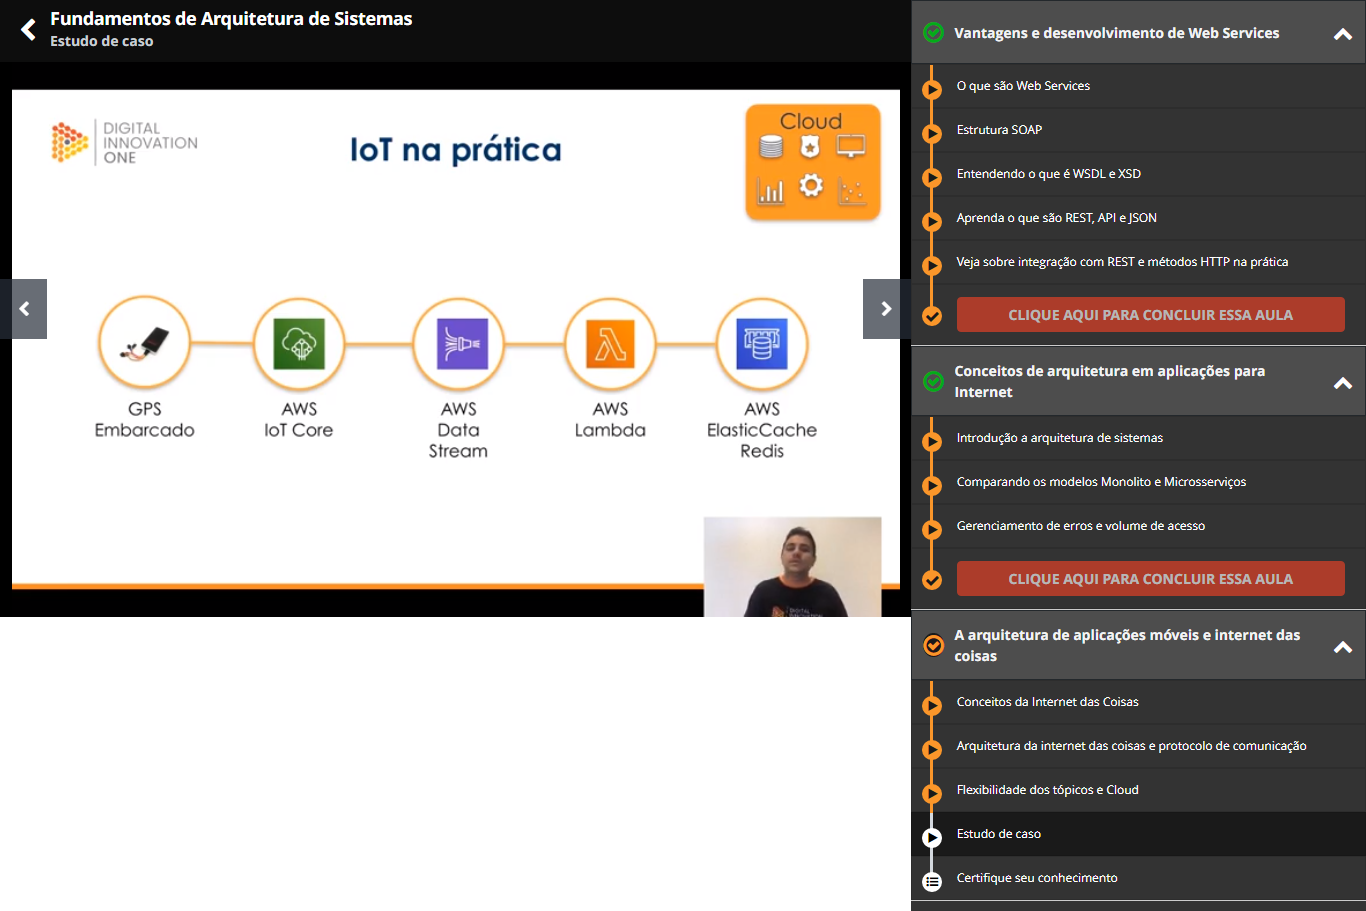 Fundamentos de Arquitetura de Sistemas
Estudo de caso
DIGITAL
INNOVATION
ONE
IoT na prática
Cloud
GPS
Embarcado
AWS
IoT Core
AWS
Data
Stream
AWS
Lambda
AWS
ElasticCache
Redis
DIGITAL
Vantagens e desenvolvimento de Web Services
O que são Web Services
Estrutura SOAP
Entendendo o que é WSDL e XSD
Aprenda o que são REST, API e JSON
Veja sobre integração com REST e métodos HTTP na prática
CLIQUE AQUI PARA CONCLUIR ESSA AULA
Conceitos de arquitetura em aplicações para
Internet
Introdução a arquitetura de sistemas
Comparando os modelos Monolito e Microsserviços
Gerenciamento de erros e volume de acesso
CLIQUE AQUI PARA CONCLUIR ESSA AULA
A arquitetura de aplicações móveis e internet das
coisas
Conceitos da Internet das Coisas
Arquitetura da internet das coisas e protocolo de comunicação
Flexibilidade dos tópicos e Cloud
Estudo de caso
Certifique seu conhecimento